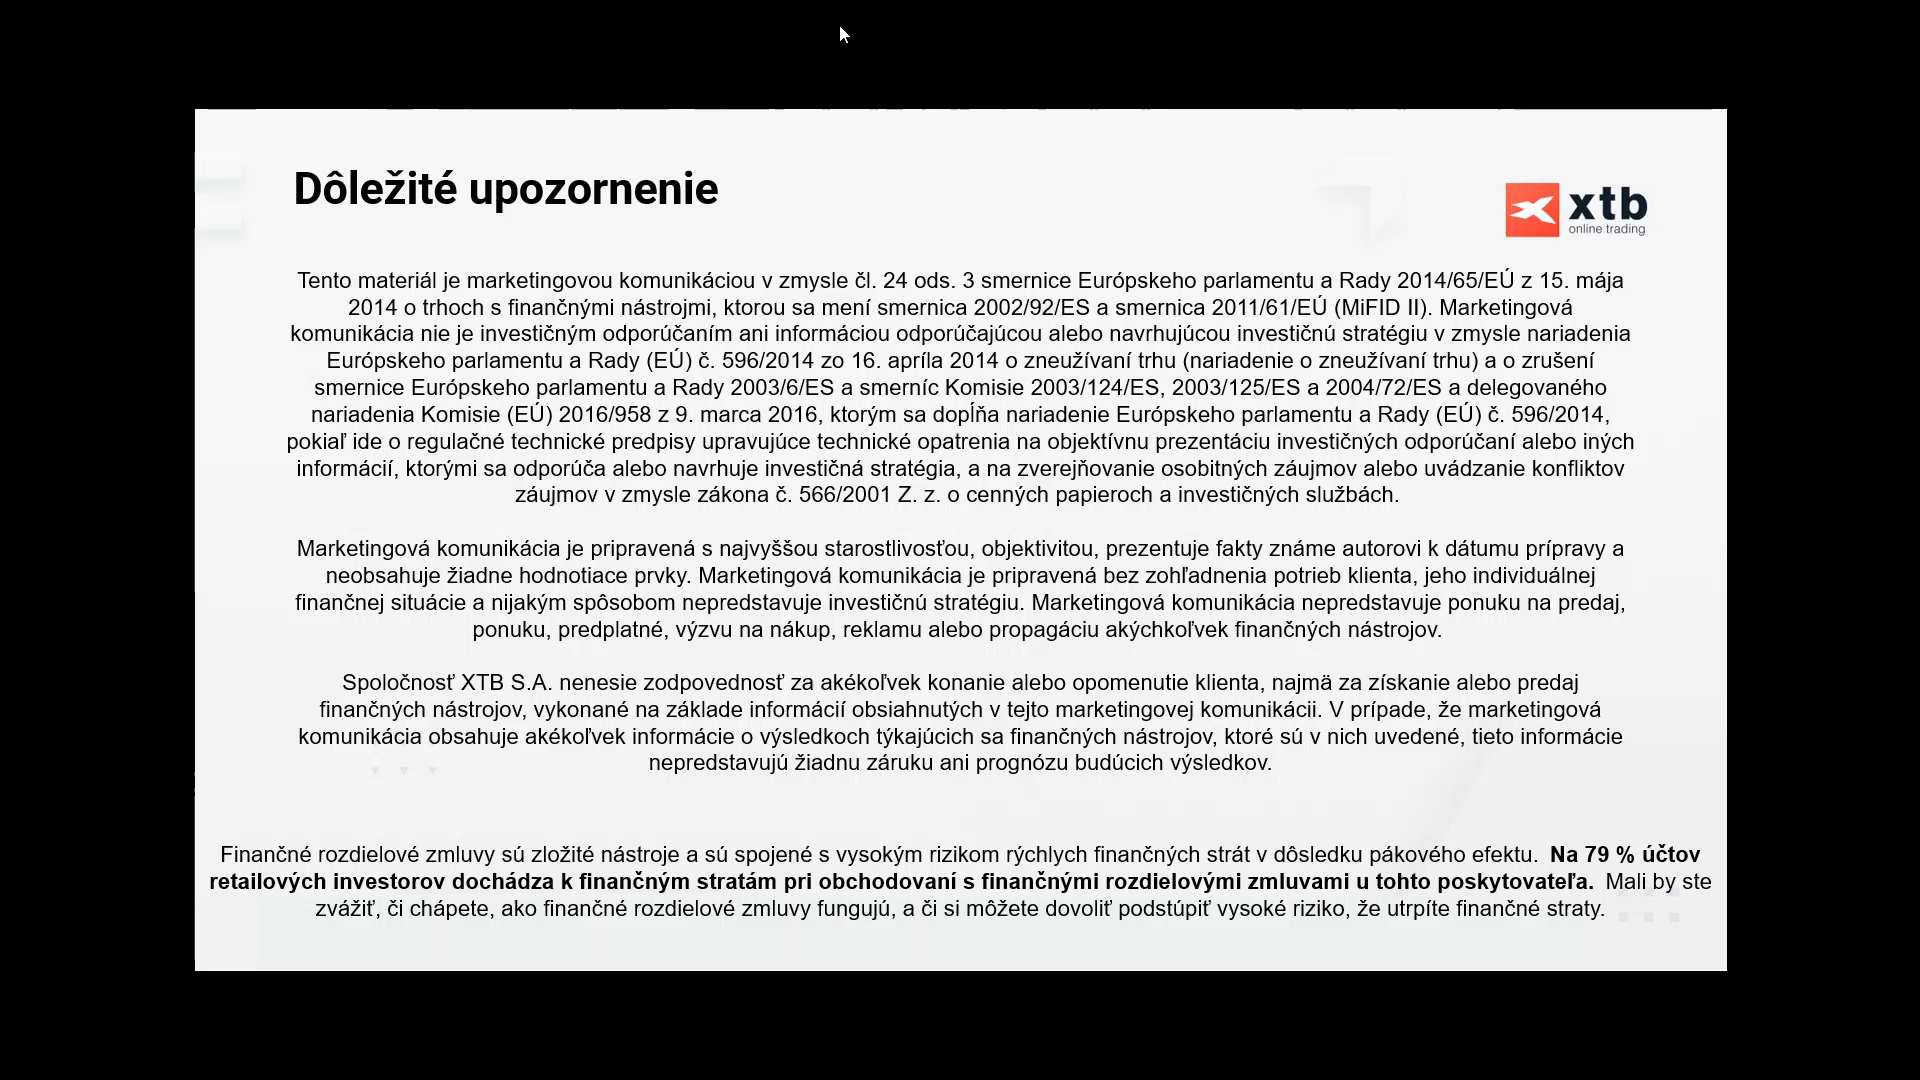 Dôležité upozornenie
xtb
online trading
Tento materiál je marketingovou komunikáciou v zmysle čl. 24 ods. 3 smernice Európskeho parlamentu a Rady 2014/65/EÚ z 15. mája
2014 o trhoch s finančnými nástrojmi, ktorou sa mení smernica 2002/92/ES a smernica 2011/61/EÚ (MiFID II). Marketingová
komunikácia nie je investičným odporúčaním ani informáciou odporúčajúcou alebo navrhujúcou investičnú stratégiu v zmysle nariadenia
Európskeho parlamentu a Rady (EÚ) č. 596/2014 zo 16. apríla 2014 o zneužívaní trhu (nariadenie o zneužívaní trhu) a o zrušení
smernice Európskeho parlamentu a Rady 2003/6/ES a smerníc Komisie 2003/124/ES, 2003/125/ES a 2004/72/ES a delegovaného
nariadenia Komisie (EÚ) 2016/958 z 9. marca 2016, ktorým sa dopĺňa nariadenie Európskeho parlamentu a Rady (EÚ) č. 596/2014,
pokiaľ ide o regulačné technické predpisy upravujúce technické opatrenia na objektívnu prezentáciu investičných odporúčaní alebo iných
informácií, ktorými sa odporúča alebo navrhuje investičná stratégia, a na zverejňovanie osobitných záujmov alebo uvádzanie konfliktov
záujmov v zmysle zákona č. 566/2001 Z. z. o cenných papieroch a investičných službách.
Marketingová komunikácia je pripravená s najvyššou starostlivosťou, objektivitou, prezentuje fakty známe autorovi k dátumu prípravy a
neobsahuje žiadne hodnotiace prvky. Marketingová komunikácia je pripravená bez zohľadnenia potrieb klienta, jeho individuálnej
finančnej situácie a nijakým spôsobom nepredstavuje investičnú stratégiu. Marketingová komunikácia nepredstavuje ponuku na predaj,
ponuku, predplatné, výzvu na nákup, reklamu alebo propagáciu akýchkoľvek finančných nástrojov.
Spoločnosť XTB S.A. nenesie zodpovednosť za akékoľvek konanie alebo opomenutie klienta, najmä za získanie alebo predaj
finančných nástrojov, vykonané na základe informácií obsiahnutých v tejto marketingovej komunikácii. V prípade, že marketingová
komunikácia obsahuje akékoľvek informácie o výsledkoch týkajúcich sa finančných nástrojov, ktoré sú v nich uvedené, tieto informácie
nepredstavujú žiadnu záruku ani prognózu budúcich výsledkov.
Finančné rozdielové zmluvy sú zložité nástroje a sú spojené s vysokým rizikom rýchlych finančných strát v dôsledku pákového efektu. Na 79 % účtov
retailových investorov dochádza k finančným stratám pri obchodovaní s finančnými rozdielovými zmluvami u tohto poskytovateľa. Mali by ste
zvážiť, či chápete, ako finančné rozdielové zmluvy fungujú, a či si môžete dovoliť podstúpiť vysoké riziko, že utrpíte finančné straty.